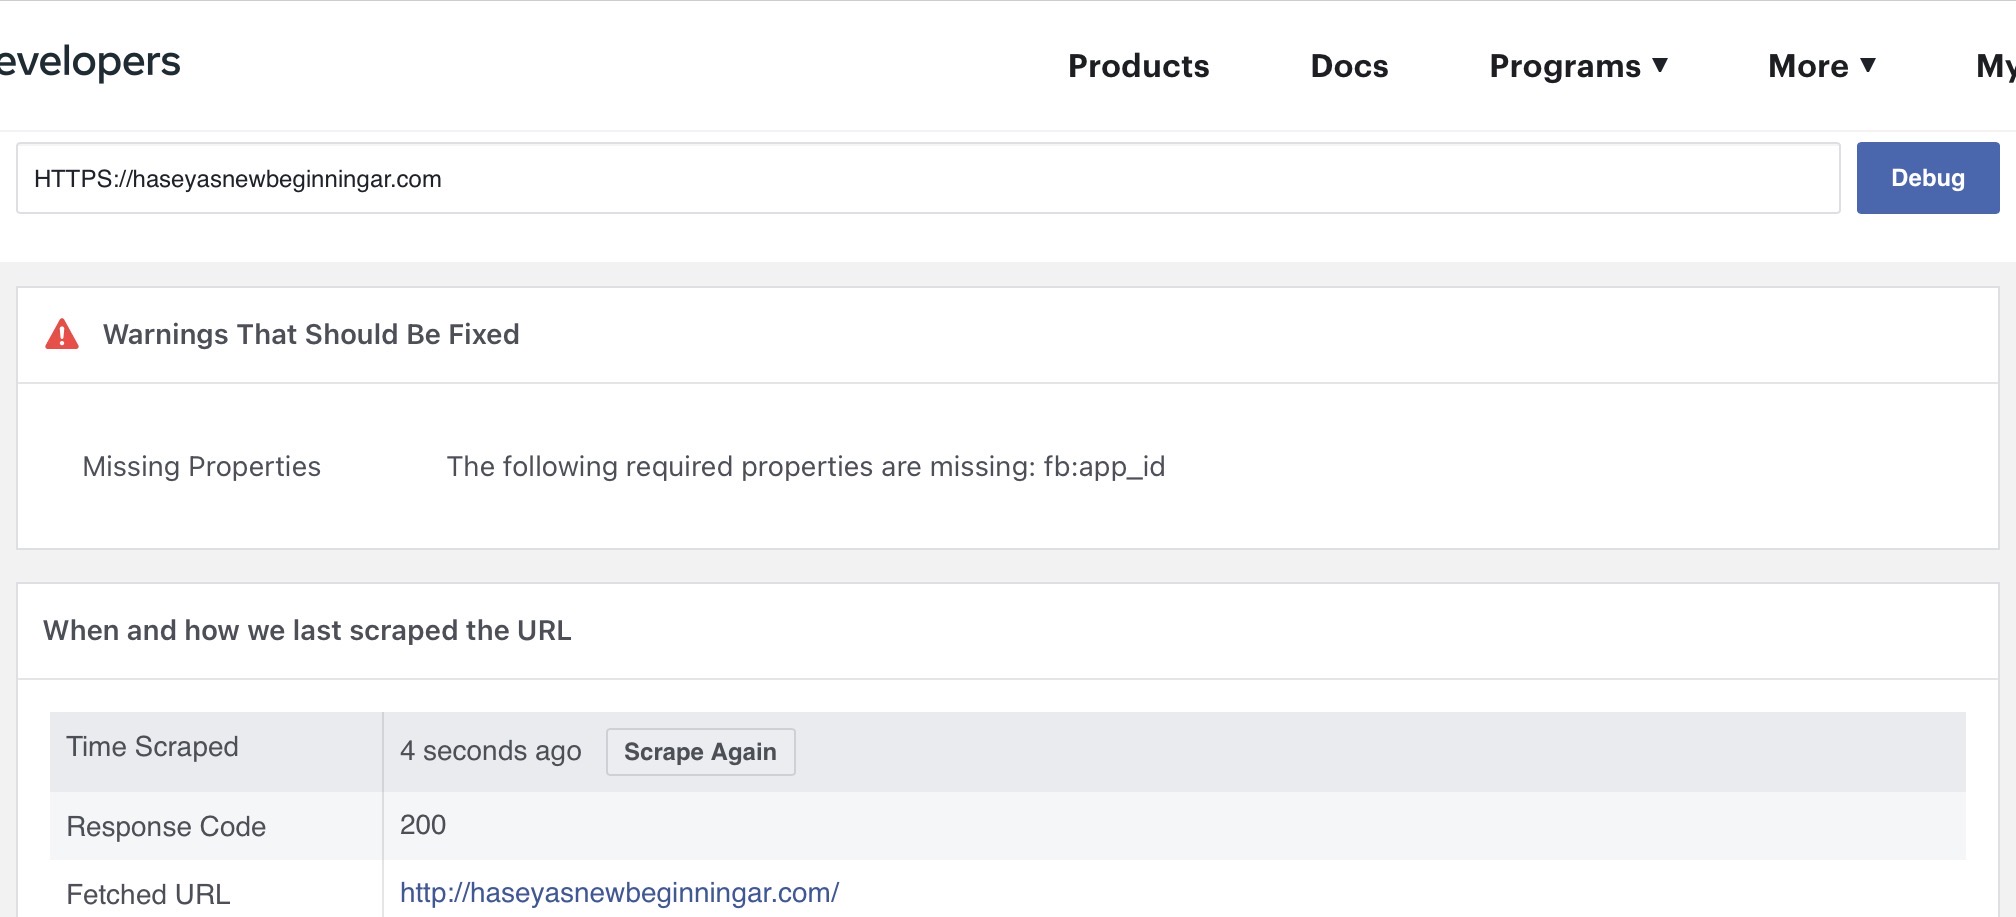 evelopers
Products Docs Programs ▼ More ▼ My
HTTPS://haseyasnewbeginningar.com Debug
Warnings That Should Be Fixed
Missing Properties The following required properties are missing: fb:app_id
When and how we last scraped the URL
Time Scraped 4 seconds ago Scrape Again
Response Code 200
Fetched URL http://haseyasnewbeginningar.com/